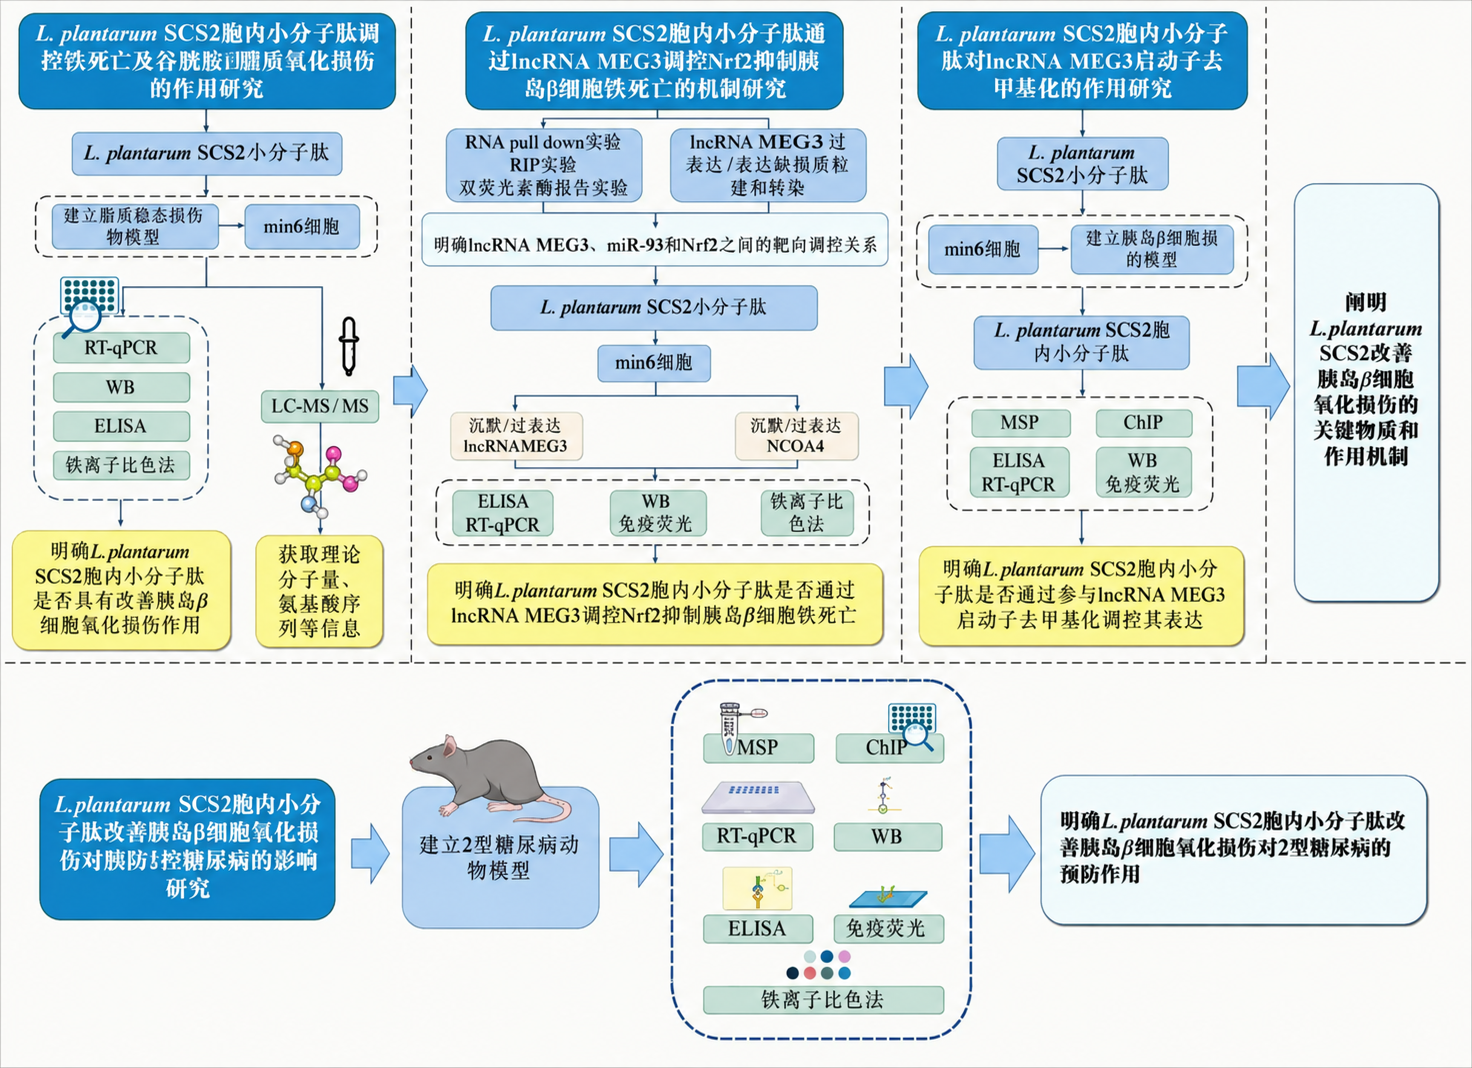 L. plantarum SCS2胞内小分子肽调
控铁死亡及谷胱胺质氧化损伤
的作用研究
L. plantarum SCS2小分子肽
建立脂质稳态损伤
物模型
min6细胞
RT-qPCR
WB
ELISA
铁离子比色法
LC-MS/MS
明确L.plantarum
SCS2胞内小分子肽
是否具有改善胰岛β
细胞氧化损伤作用
获取理论
分子量、
氨基酸序
列等信息
L. plantarum SCS2胞内小分子肽通
过lncRNA MEG3调控Nrf2抑制胰
岛β细胞铁死亡的机制研究
RNA pull down实验
RIP实验
双荧光素酶报告实验
lncRNA MEG3 过
表达/表达缺损质粒
建和转染
明确lncRNA MEG3、miR-93和Nrf2之间的靶向调控关系
L. plantarum SCS2小分子肽
min6细胞
沉默/过表达
lncRNAMEG3
沉默/过表达
NCOA4
ELISA
RT-qPCR
WB
免疫荧光
铁离子比
色法
明确L.plantarum SCS2胞内小分子肽是否通过
lncRNA MEG3调控Nrf2抑制胰岛β细胞铁死亡
L. plantarum SCS2胞内小分子
肽对lncRNA MEG3启动子去
甲基化的作用研究
L. plantarum
SCS2小分子肽
min6细胞
建立胰岛β细胞损
的模型
L. plantarum SCS2胞
内小分子肽
MSP
ChIP
ELISA
RT-qPCR
WB
免疫荧光
明确L.plantarum SCS2胞内小分
子肽是否通过参与lncRNA MEG3
启动子去甲基化调控其表达
阐明
L.plantarum
SCS2改善
胰岛β细胞
氧化损伤的
关键物质和
作用机制
L.plantarum SCS2胞内小分
子肽改善胰岛β细胞氧化损
伤对胰防控糖尿病的影响
研究
建立2型糖尿病动
物模型
MSP
ChIP
RT-qPCR
WB
ELISA
免疫荧光
铁离子比色法
明确L.plantarum SCS2胞内小分子肽改
善胰岛β细胞氧化损伤对2型糖尿病的
预防作用